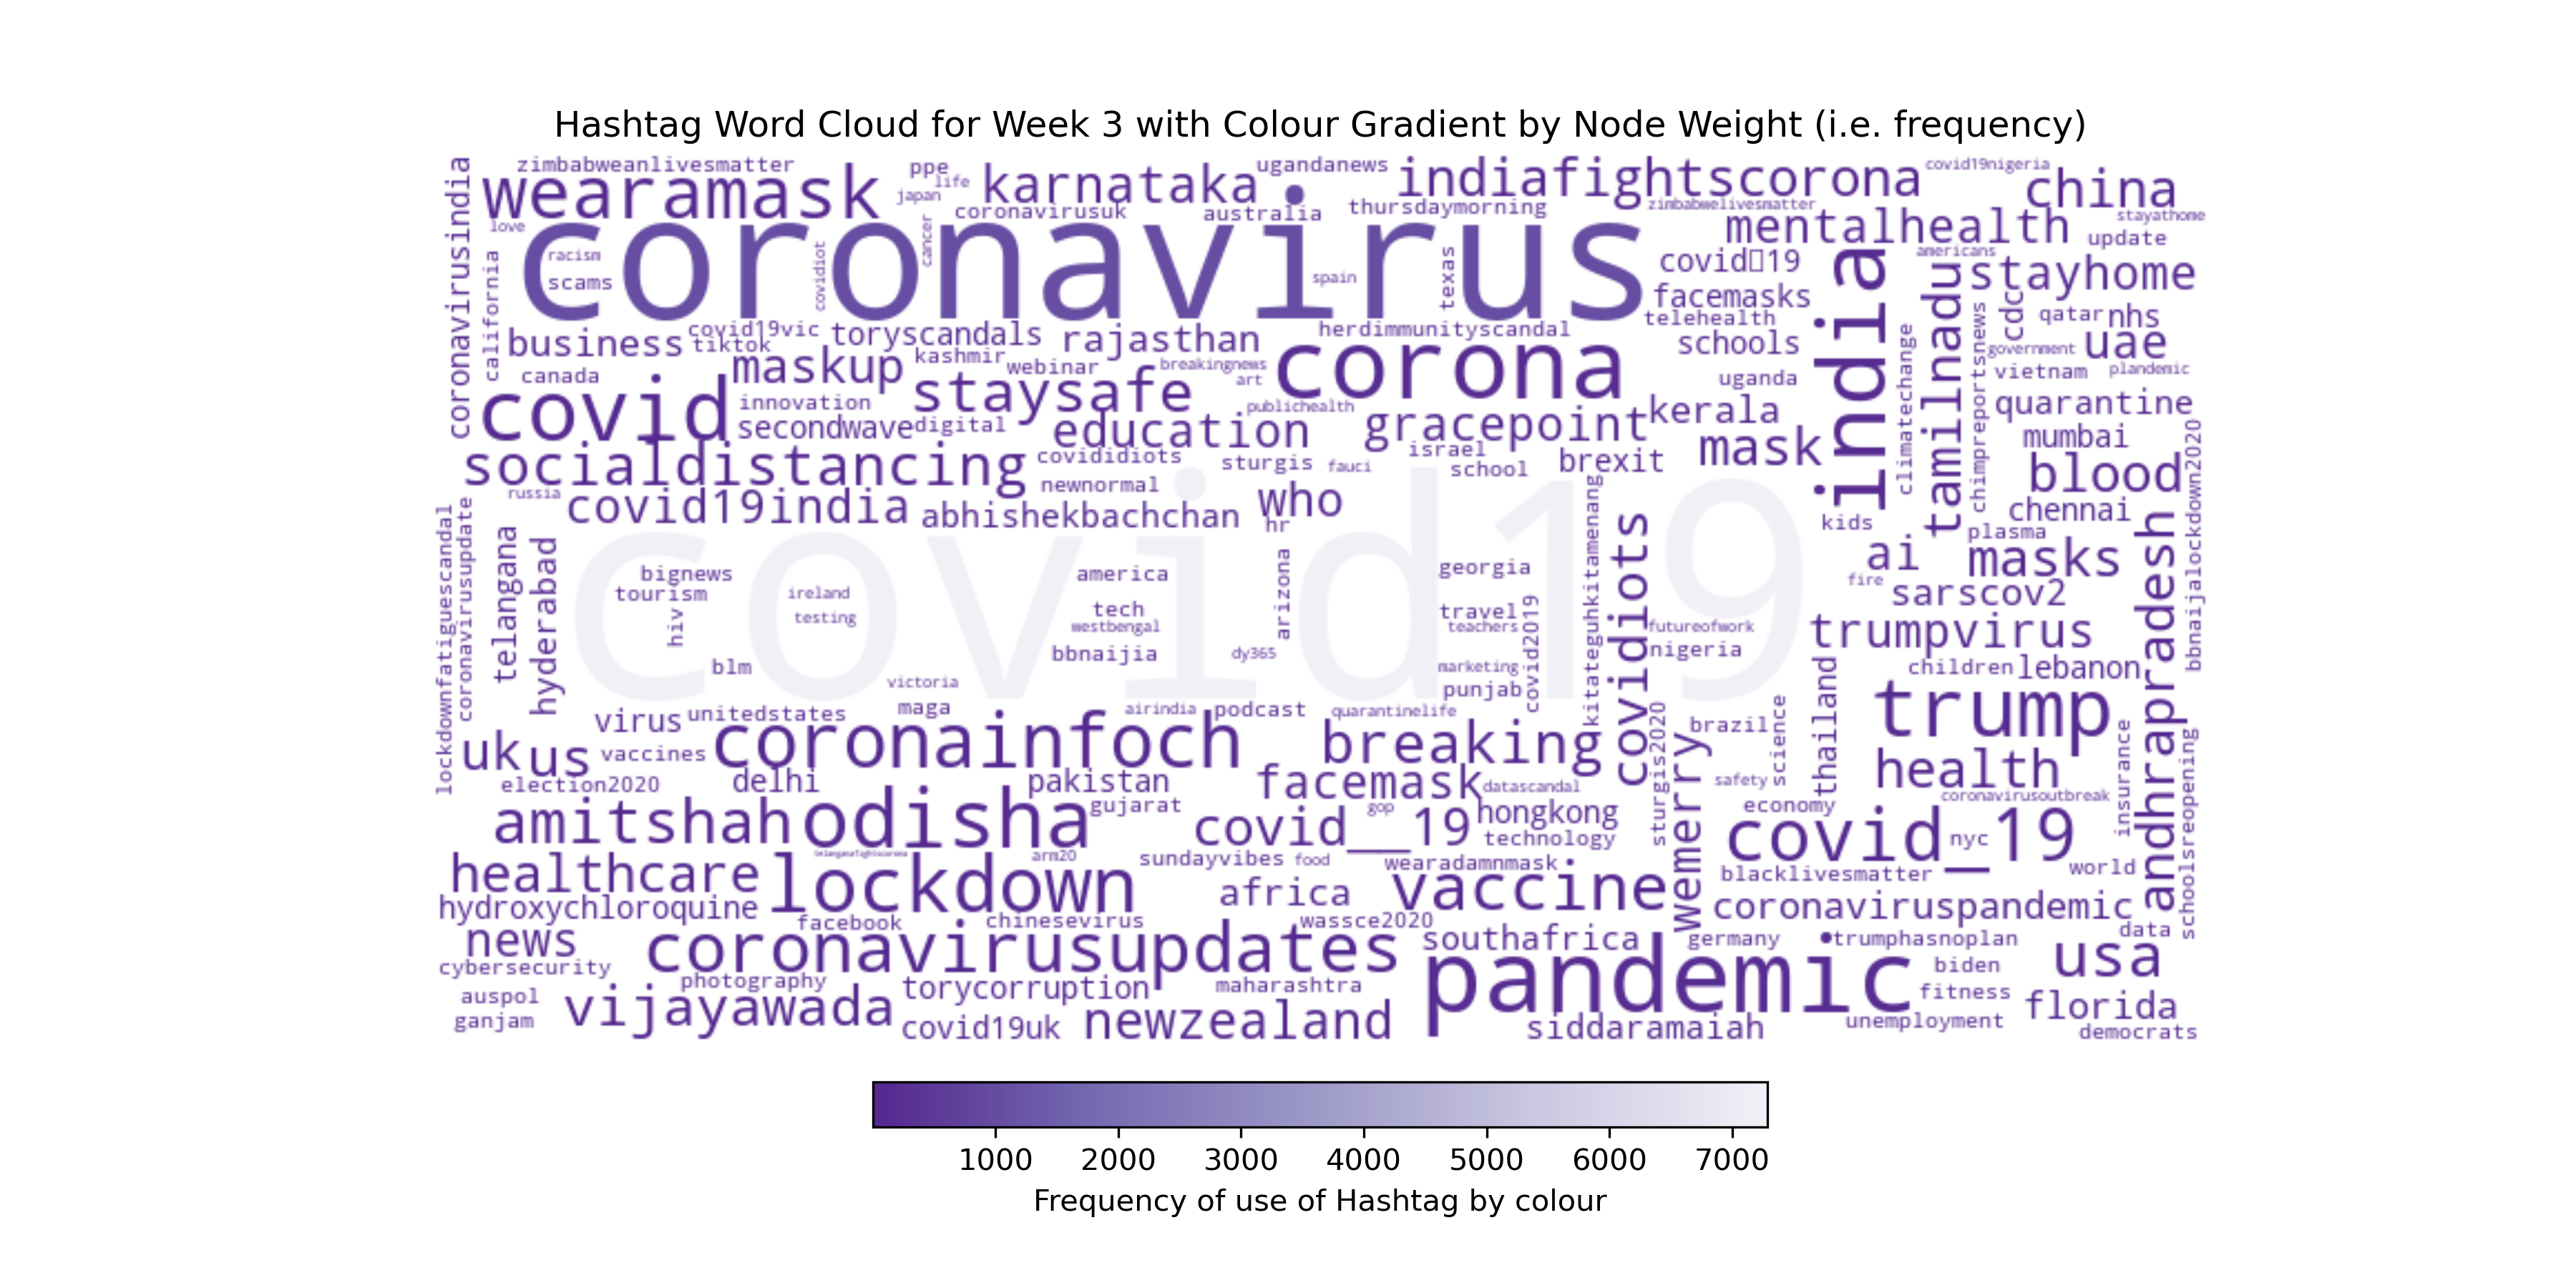 Hashtag Word Cloud for Week 3 with Colour Gradient by Node Weight (i.e. frequency)
zimbabweanlivesmatter
ppe
life
ugandanews
covid19nigeria
coronavirusindia
wearamask
japan
karnataka
indiafightscorona
china
love
coronavirusuk
australia
thursdaymorning
zimbabwelivesmatter
stayathome
coronavirus
cancer
mentalhealth
update
racism
scams
covidiot
spain
texas
covid▯19
india
americans
stayhome
california
facemasks
tamilnadu
cdc
qatar
nhs
business
covid19vic
tiktok
toryscandals
rajasthan
herdimmunityscandal
telehealth
schools
climatechange
chimpreportsnews
government
uae
canada
maskup
kashmir
webinar
breakingnews
art
corona
uganda
vietnam
plandemic
covid
innovation
staysafe
publichealth
kerala
quarantine
secondwave
digital
education
gracepoint
mask
mumbai
socialdistancing
covididiots
sturgis
fauci
israel
school
brexit
blood
bbnaijalockdown2020
russia
covid19india
newnormal
abhishekbachchan
who
hr
kids
chennai
plasma
lockdownfatiguescandal
coronavirusupdate
telangana
hyderabad
covid19
kitategughkitamenang
covidiots
ai
masks
andhrapradesh
bignews
tourism
hiv
ireland
testing
america
tech
westbengal
arizona
georgia
travel
teachers
covid2019
fire
sarscov2
futureofwork
trumpvirus
blm
bbnaijia
dy365
marketing
punjab
nigeria
children
lebanon
victoria
maga
airindia
podcast
quarantinelife
thailand
trump
virus
unitedstates
uk
us
vaccines
coronainfoch
breaking
sturgis2020
wemerry
brazil
science
insurance
schoolsreopening
election2020
delhi
pakistan
facemask
datascandal
safety
health
amitshah
odisha
gujarat
covid__19
gop
hongkong
technology
economy
coronavirusoutbreak
covid_19
nyc
healthcare
arm20
sundayvibes
food
wearadamnmask
blacklivesmatter
world
hydroxychloroquine
lockdown
africa
vaccine
coronaviruspandemic
facebook
chinesevirus
wassce2020
data
news
coronavirusupdates
southafrica
germany
trumphasnoplan
usa
cybersecurity
photography
torycorruption
maharashtra
pandemic
biden
fitness
auspol
ganjam
vijayawada
covid19uk
newzealand
siddaramaiah
unemployment
florida
democrats
1000 2000 3000 4000 5000 6000 7000
Frequency of use of Hashtag by colour